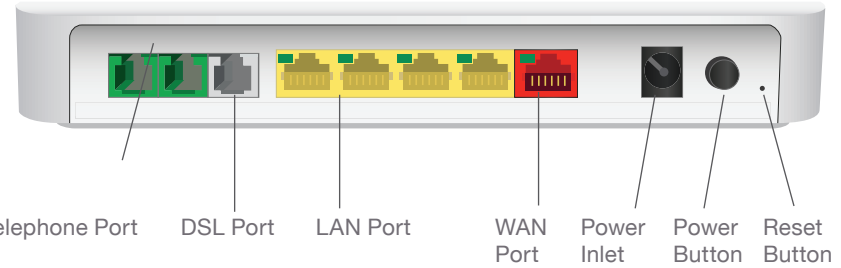 elephone Port
DSL Port
LAN Port
WAN
Port
Power
Inlet
Power
Button
Reset
Button